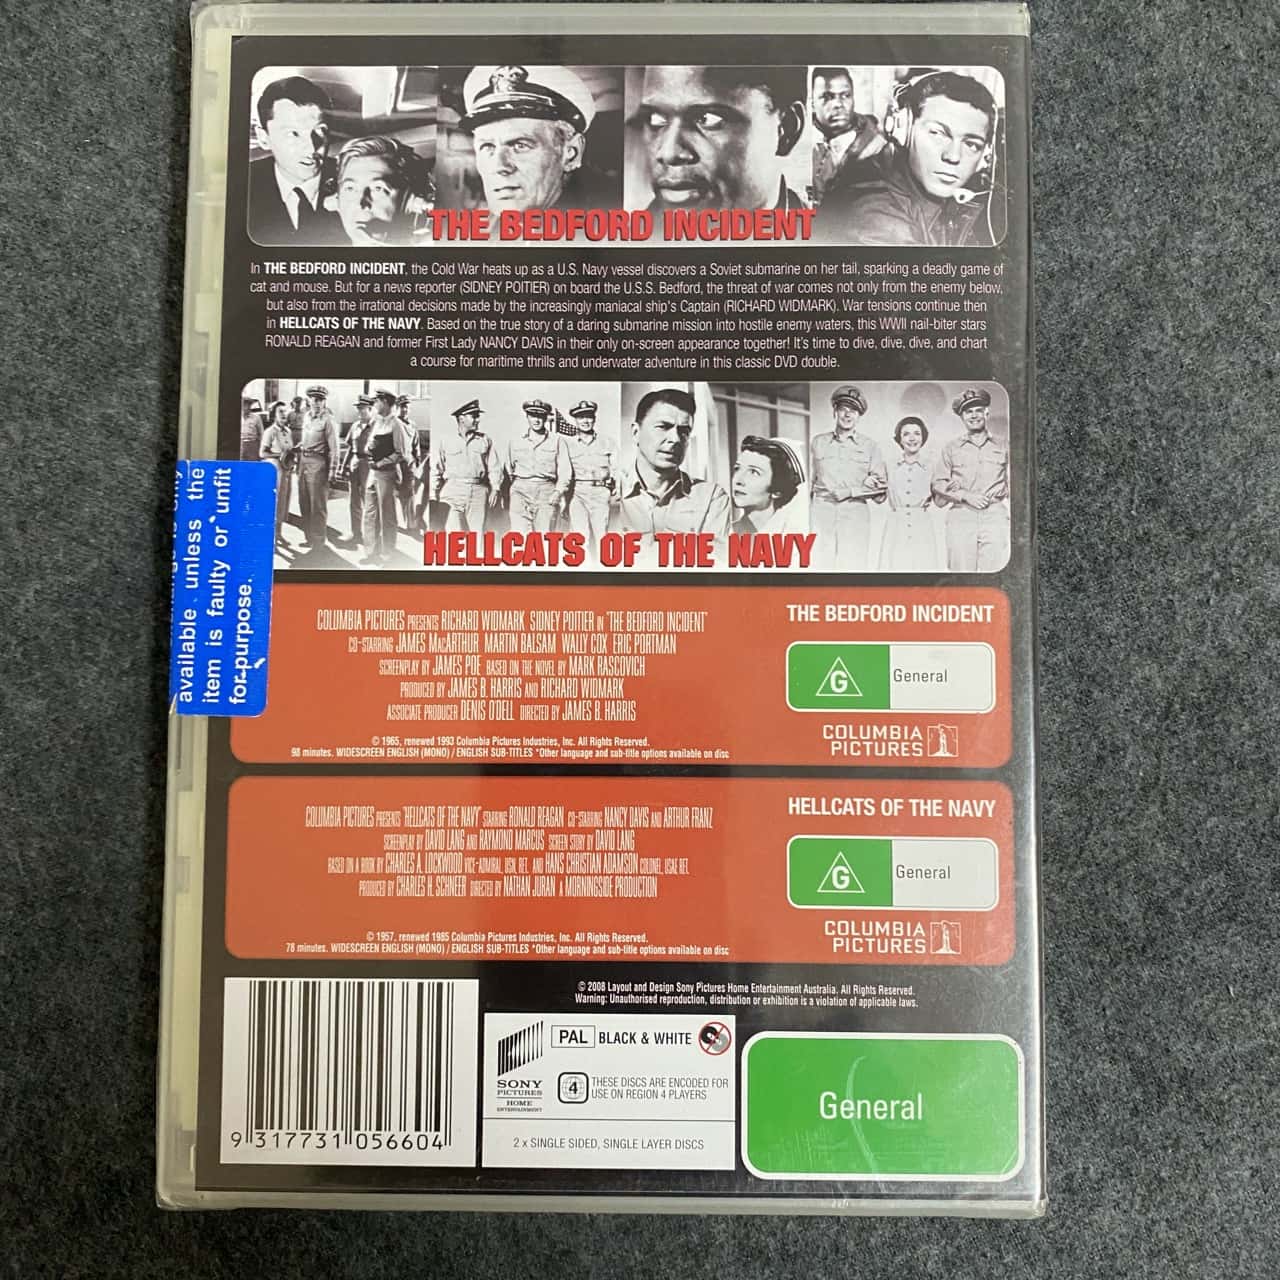 THE BEDFORD INCIDENT
In THE BEDFORD INCIDENT, the Cold War heats up as a U.S. Navy vessel discovers a Soviet submarine on her tail, sparking a deadly game of
cat and mouse. But for a news reporter (SIDNEY POITIER) on board the U.S.S. Bedford, the threat of war comes not only from the enemy below,
but also from the irrational decisions made by the increasingly maniacal ship's Captain (RICHARD WIDMARK). War tensions continue then
in HELLCATS OF THE NAVY. Based on the true story of a daring submarine mission into hostile enemy waters, this WWII nail-biter stars
RONALD REAGAN and former First Lady NANCY DAVIS in their only on-screen appearance together! It's time to dive, dive, dive, and chart
a course for maritime thrills and underwater adventure in this classic DVD double.
HELLCATS OF THE NAVY
available unless the
item is faulty or unfit
for purpose.
COLUMBIA PICTURES PRESENTS RICHARD WIDMARK SIDNEY POITIER IN "THE BEDFORD INCIDENT"
CO-STARRING JAMES MacARTHUR MARTIN BALSAM WALLY COX ERIC PORTMAN
SCREENPLAY BY JAMES POE BASED ON THE NOVEL BY MARK RASCOVICH
PRODUCED BY JAMES B. HARRIS AND RICHARD WIDMARK
ASSOCIATE PRODUCER DENIS O'DELL DIRECTED BY JAMES B. HARRIS
© 1965, renewed 1993 Columbia Pictures Industries, Inc. All Rights Reserved.
98 minutes. WIDESCREEN ENGLISH (MONO) / ENGLISH SUB-TITLES *Other language and sub-title options available on disc
THE BEDFORD INCIDENT
G
General
COLUMBIA
PICTURES
COLUMBIA PICTURES PRESENTS "HELLCATS OF THE NAVY" STARRING RONALD REAGAN CO-STARRING NANCY DAVIS AND ARTHUR FRANZ
SCREENPLAY BY DAVID LANG AND RAYMOND MARCUS SCREEN STORY BY DAVID LANG
BASED ON A BOOK BY CHARLES A. LOCKWOOD VICE-ADMIRAL, USN, RET. AND HANS CHRISTIAN ADAMSON COLONEL, USAF, RET.
PRODUCED BY CHARLES H. SCHNEER DIRECTED BY NATHAN JURAN A MORNINGSIDE PRODUCTION
© 1957, renewed 1985 Columbia Pictures Industries, Inc. All Rights Reserved.
78 minutes. WIDESCREEN ENGLISH (MONO) / ENGLISH SUB-TITLES *Other language and sub-title options available on disc
HELLCATS OF THE NAVY
G
General
COLUMBIA
PICTURES
© 2008 Layout and Design Sony Pictures Home Entertainment Australia. All Rights Reserved.
Warning: Unauthorised reproduction, distribution or exhibition is a violation of applicable laws.
9 317731 056604
SONY
PICTURES
HOME
ENTERTAINMENT
PAL BLACK & WHITE
4 THESE DISCS ARE ENCODED FOR
USE ON REGION 4 PLAYERS
2 x SINGLE SIDED, SINGLE LAYER DISCS
General